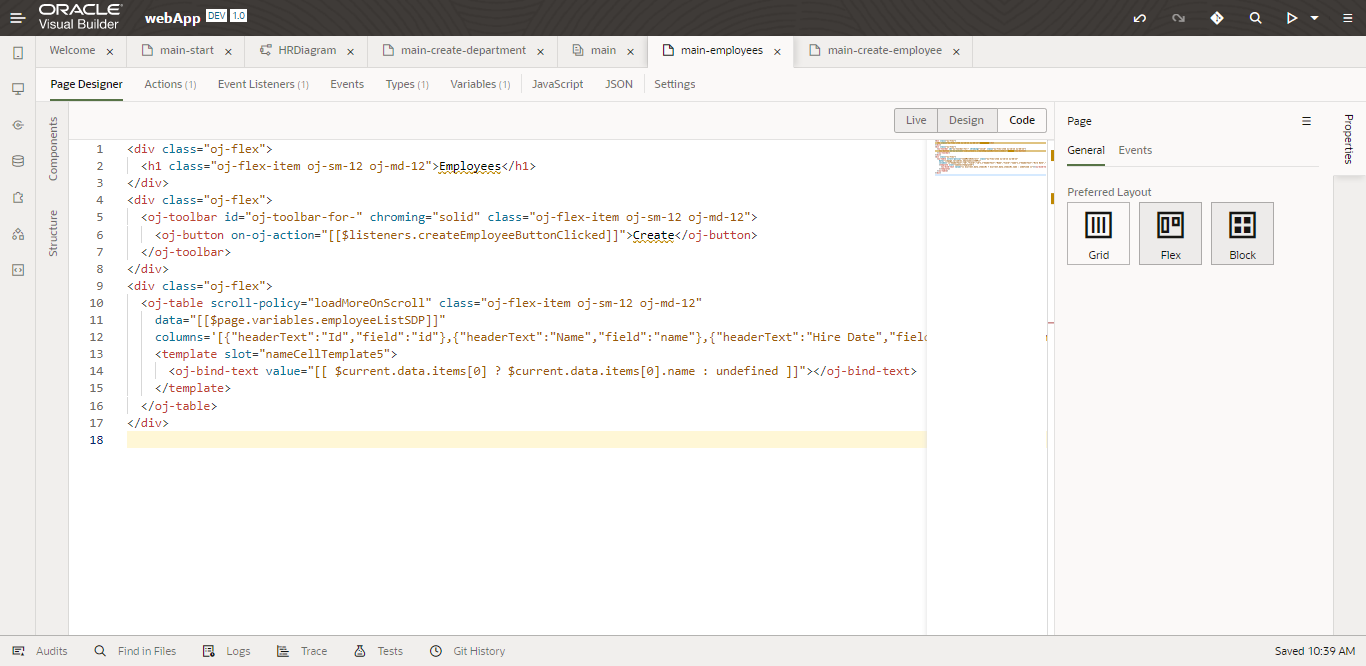 ORACLE
Visual Builder
webApp DEV 1.0
Welcome
main-start
HRDiagram
main-create-department
main
main-employees
main-create-employee
Page Designer
Actions (1)
Event Listeners (1)
Events
Types (1)
Variables (1)
JavaScript
JSON
Settings
Components
Structure
Live
Design
Code
1 <div class="oj-flex">
2 <h1 class="oj-flex-item oj-sm-12 oj-md-12">Employees</h1>
3 </div>
4 <div class="oj-flex">
5 <oj-toolbar id="oj-toolbar-for-" chroming="solid" class="oj-flex-item oj-sm-12 oj-md-12">
6 <oj-button on-oj-action="[[$listeners.createEmployeeButtonClicked]]">Create</oj-button>
7 </oj-toolbar>
8 </div>
9 <div class="oj-flex">
10 <oj-table scroll-policy="loadMoreOnScroll" class="oj-flex-item oj-sm-12 oj-md-12"
11 data="[[$page.variables.employeeListSDP]]"
12 columns='[{"headerText":"Id","field":"id"},{"headerText":"Name","field":"name"},{"headerText":"Hire Date","field
13 <template slot="nameCellTemplate5">
14 <oj-bind-text value="[[ $current.data.items[0] ? $current.data.items[0].name : undefined ]]"></oj-bind-text>
15 </template>
16 </oj-table>
17 </div>
18
Page
General
Events
Preferred Layout
Grid
Flex
Block
Properties
Audits
Find in Files
Logs
Trace
Tests
Git History
Saved 10:39 AM